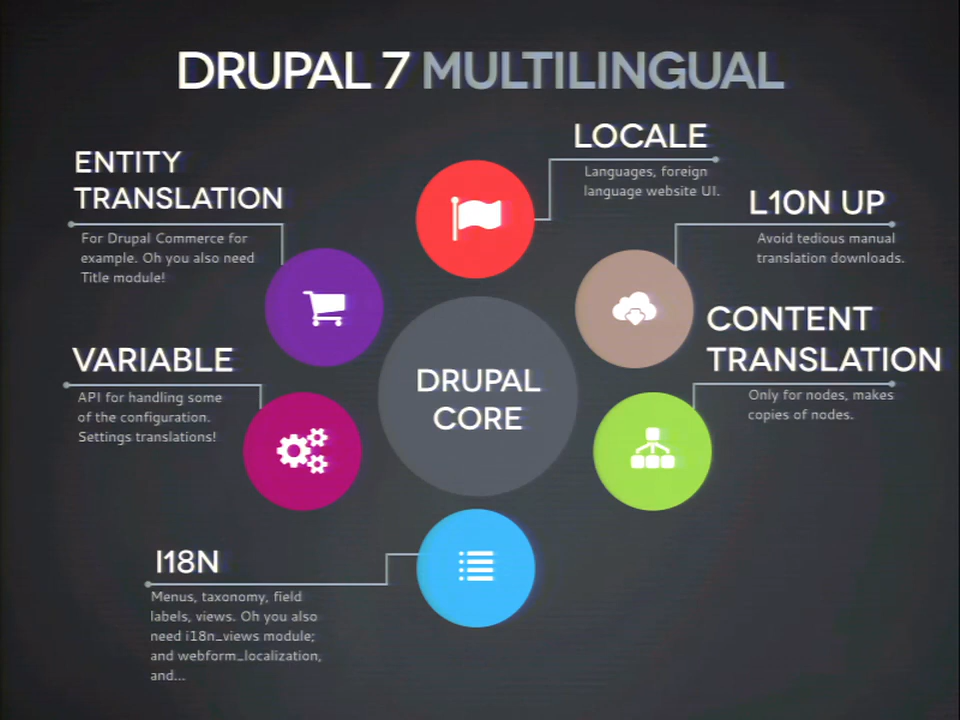 DRUPAL 7 MULTILINGUAL
LOCALE
Languages, foreign
language website UI.
ENTITY
TRANSLATION
For Drupal Commerce for
example. Oh you also need
Title module!
L10N UP
Avoid tedious manual
translation downloads.
VARIABLE
API for handling some
of the configuration.
Settings translations!
DRUPAL
CORE
CONTENT
TRANSLATION
Only for nodes, makes
copies of nodes.
I18N
Menus, taxonomy, field
labels, views. Oh you also
need i18n_views module;
and webform_localization,
and...